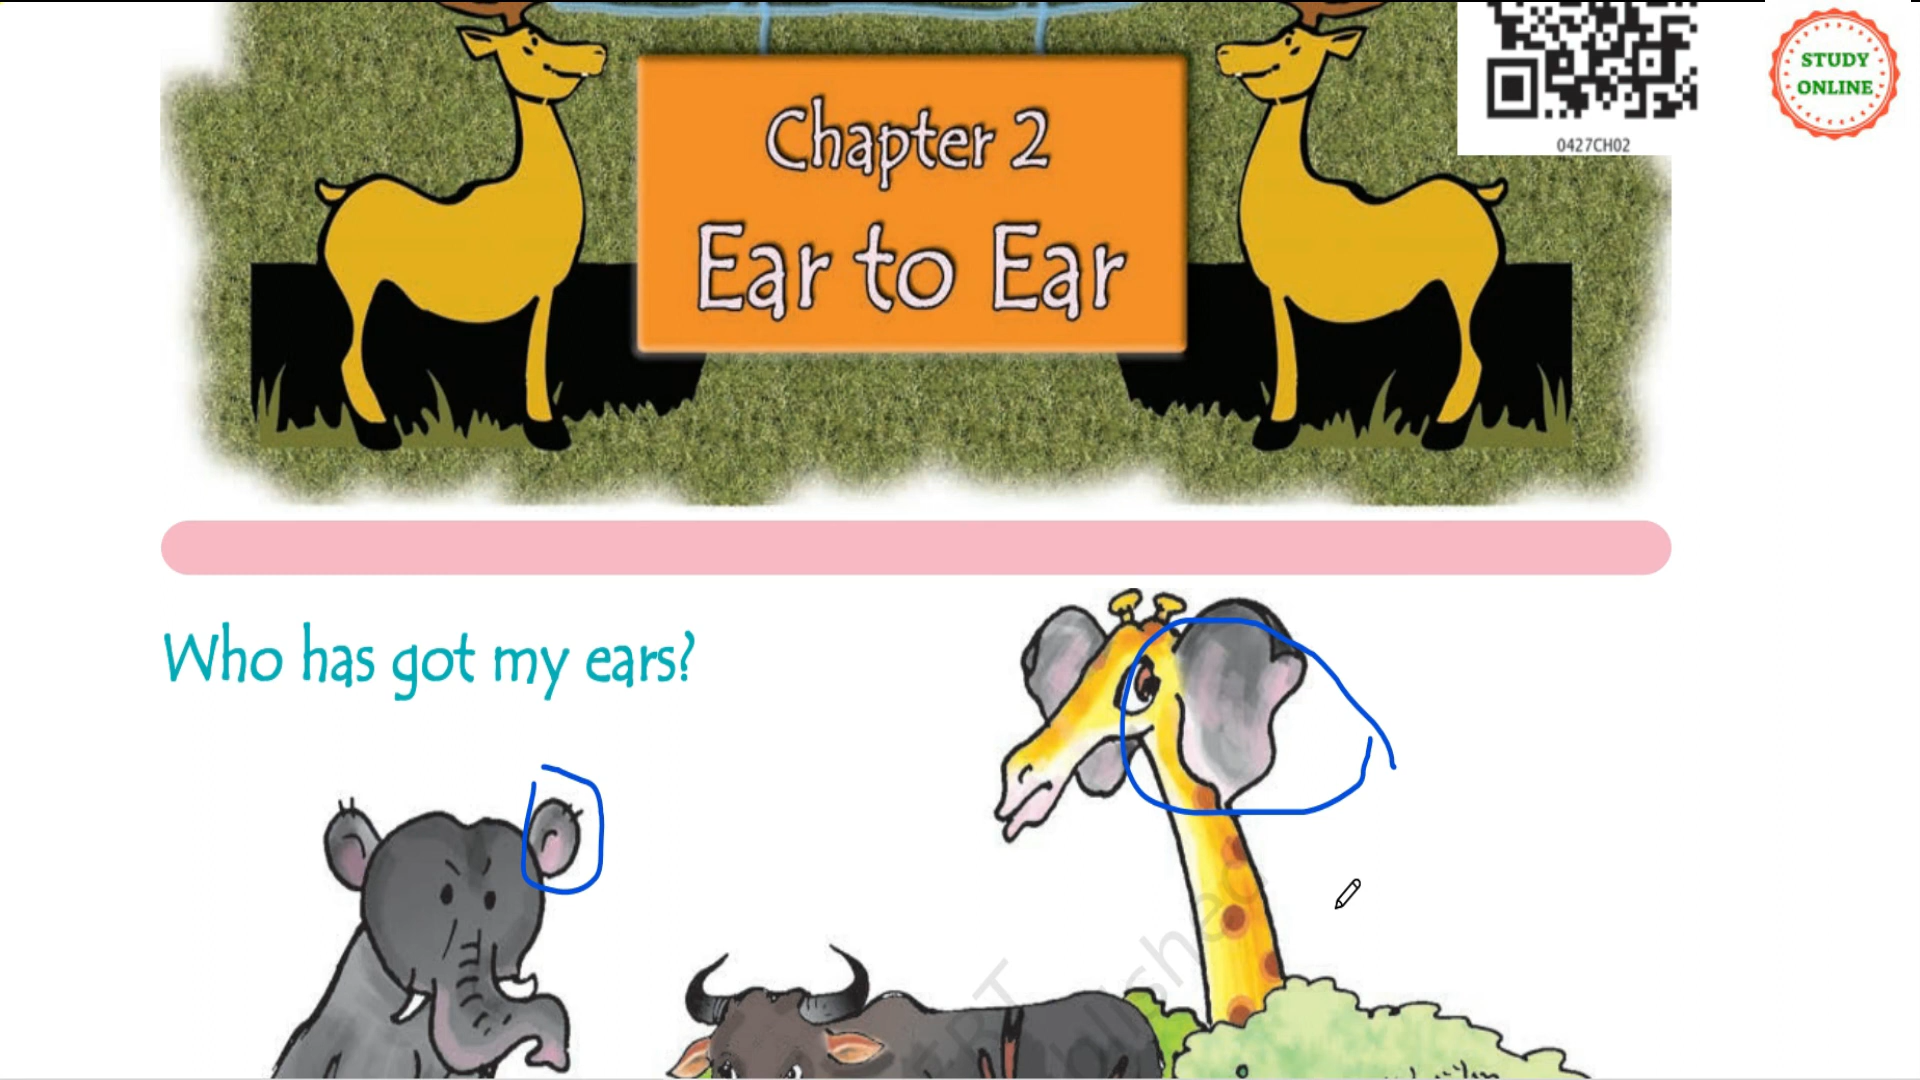 Chapter 2
Ear to Ear
0427CH02
STUDY
ONLINE
Who has got my ears?